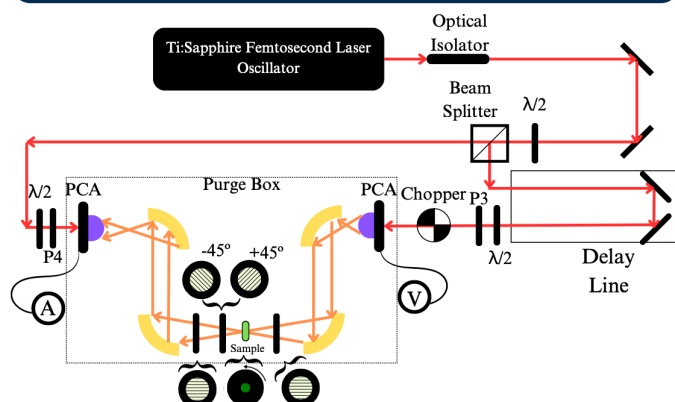 Ti:Sapphire Femtosecond Laser
Oscillator
Optical
Isolator
Beam
Splitter
λ/2
λ/2
PCA
P4
Purge Box
PCA
Chopper
P3
λ/2
Delay
Line
-45º
+45º
A
V
Sample